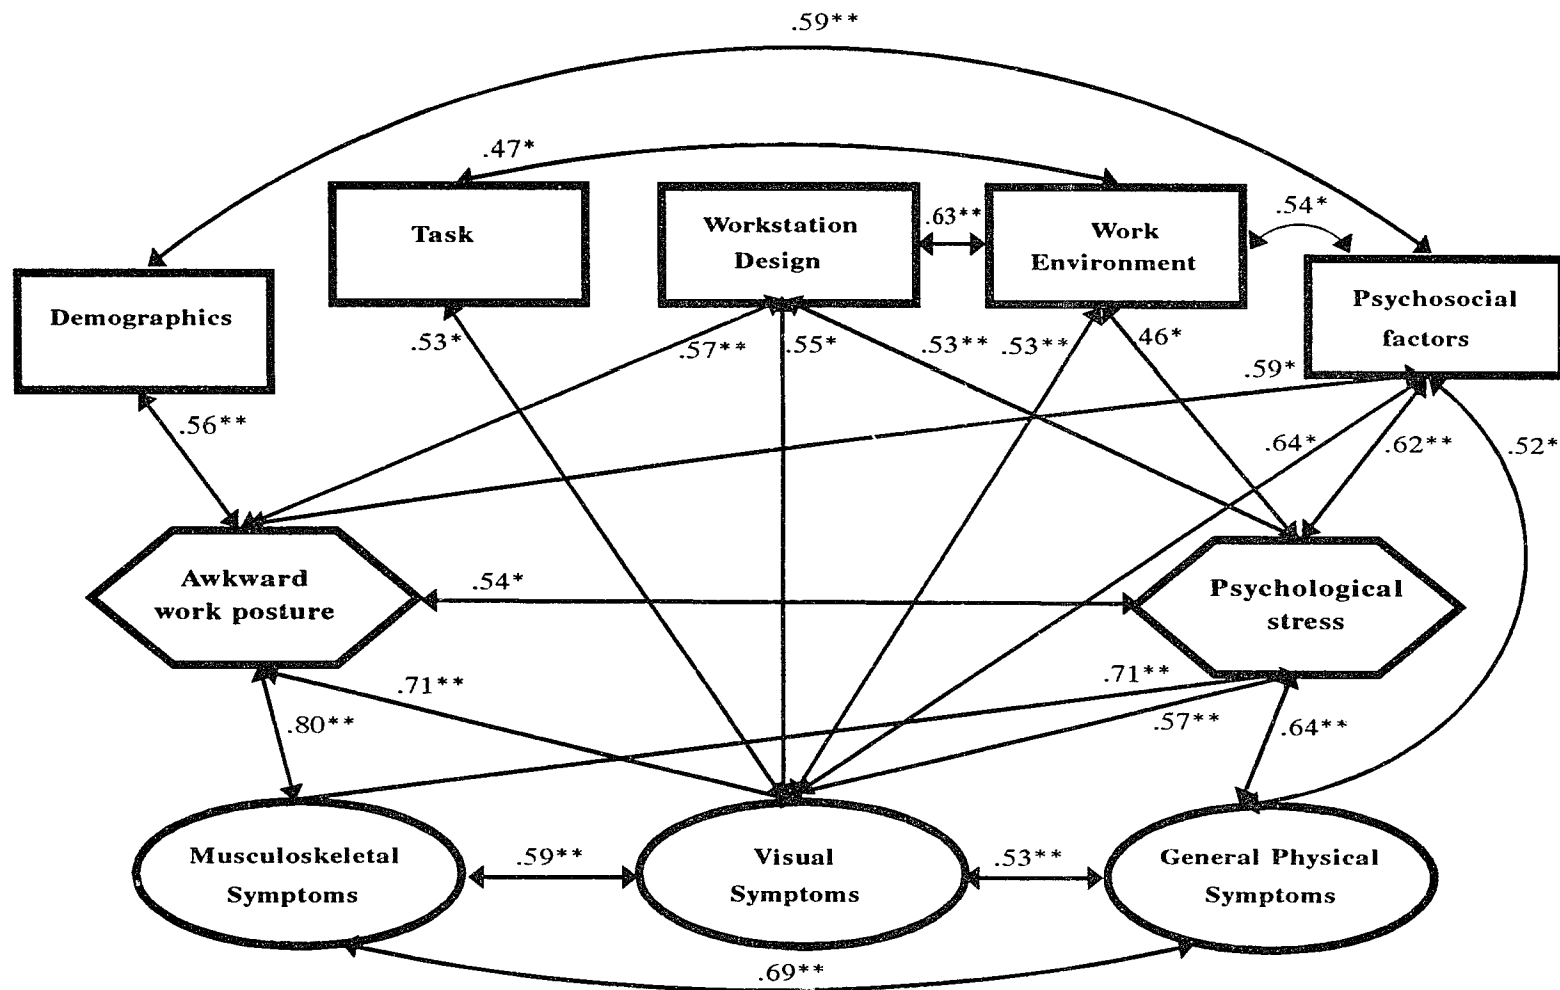 .59**
.47*
Task
Workstation
Design
.63**
Work
Environment
.54*
Demographics
Psychosocial
factors
.53*
.57**
.55*
.53**
.53**
.46*
.59*
.56**
.64*
.62**
.52*
Awkward
work posture
.54*
Psychological
stress
.71**
.71**
.80**
.57**
.64**
Musculoskeletal
Symptoms
.59**
Visual
Symptoms
.53**
General Physical
Symptoms
.69**